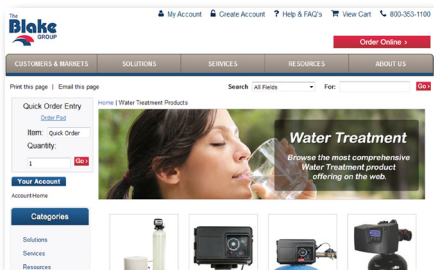 The
Blake
GROUP
My Account
Create Account
? Help & FAQ's
View Cart
800-353-1100
Order Online ›
CUSTOMERS & MARKETS
SOLUTIONS
SERVICES
RESOURCES
ABOUT US
Print this page | Email this page
Search
All Fields
For:
Go›
Quick Order Entry
Order Pad
Item:
Quick Order
Quantity:
1
Go›
Your Account
Account Home
Categories
Solutions
Services
Resources
Home | Water Treatment Products
Water Treatment
Browse the most comprehensive
Water Treatment product
offering on the web.